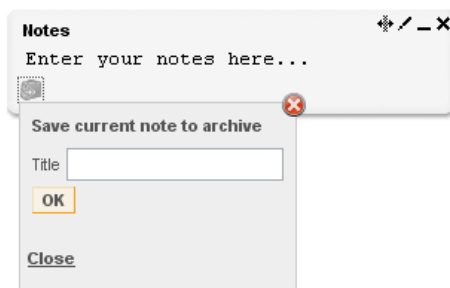 Notes
Enter your notes here...
Save current note to archive
Title
OK
Close